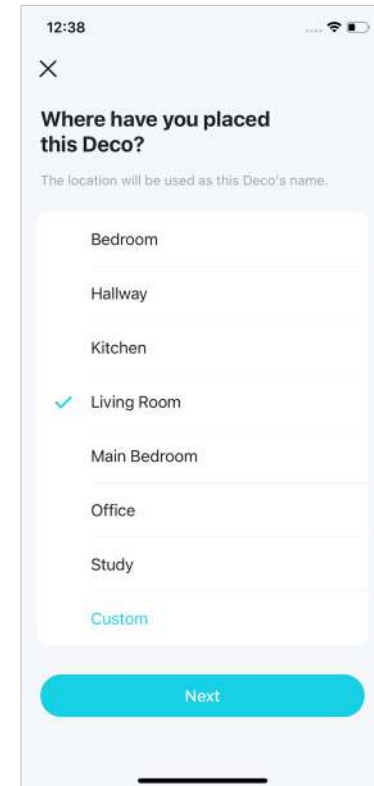 12:38
Where have you placed
this Deco?
The location will be used as this Deco's name.
Bedroom
Hallway
Kitchen
Living Room
Main Bedroom
Office
Study
Custom
Next